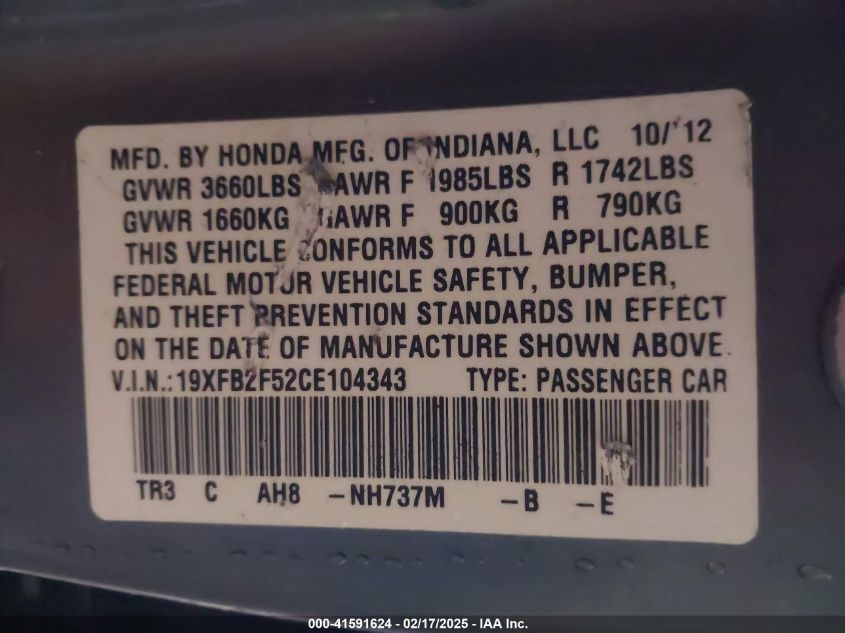 MFD. BY HONDA MFG. OF INDIANA, LLC 10/'12
GVWR 3660LBS GAWR F 1985LBS R 1742LBS
GVWR 1660KG GAWR F 900KG R 790KG
THIS VEHICLE CONFORMS TO ALL APPLICABLE
FEDERAL MOTOR VEHICLE SAFETY, BUMPER,
AND THEFT PREVENTION STANDARDS IN EFFECT
ON THE DATE OF MANUFACTURE SHOWN ABOVE.
V.I.N.:19XFB2F52CE104343 TYPE: PASSENGER CAR
TR3 C AH8 -NH737M -B -E
000-41591624 - 02/17/2025 - IAA Inc.